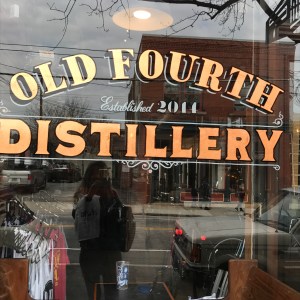 OLD FOURTH
Established 2014
DISTILLERY